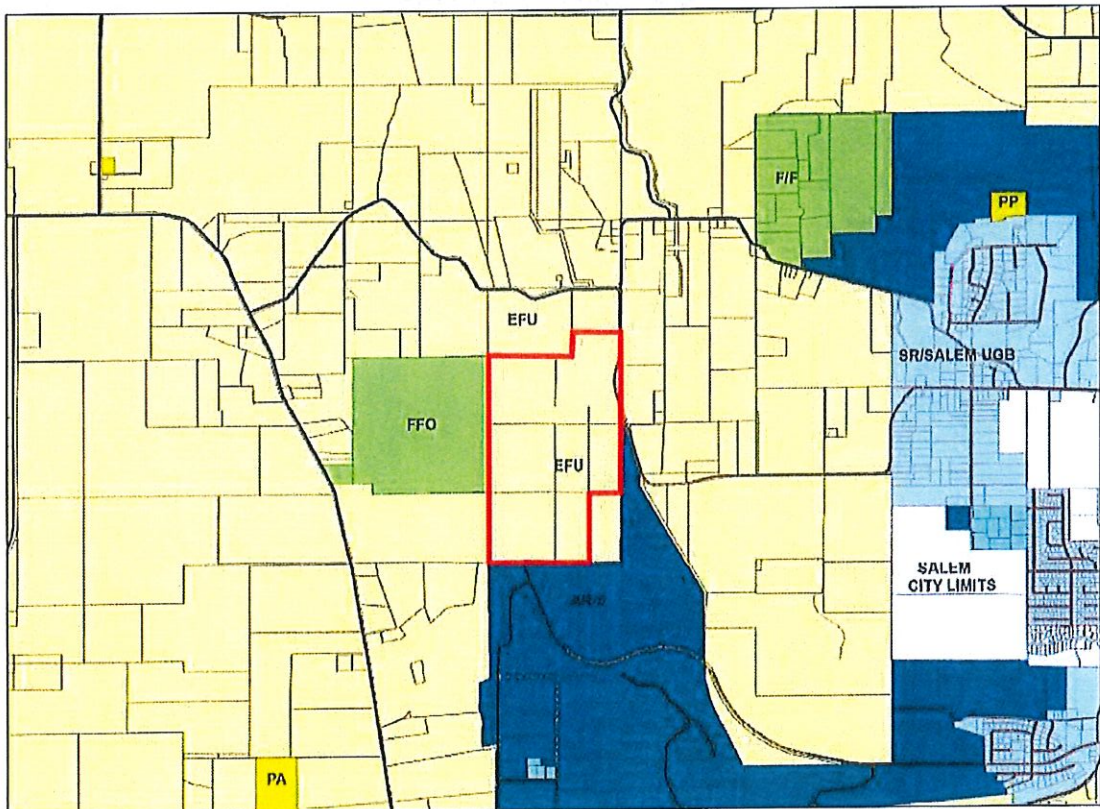 F/F
PP
EFU
SR/SALEM UGB
FFO
EFU
SALEM
CITY LIMITS
PA